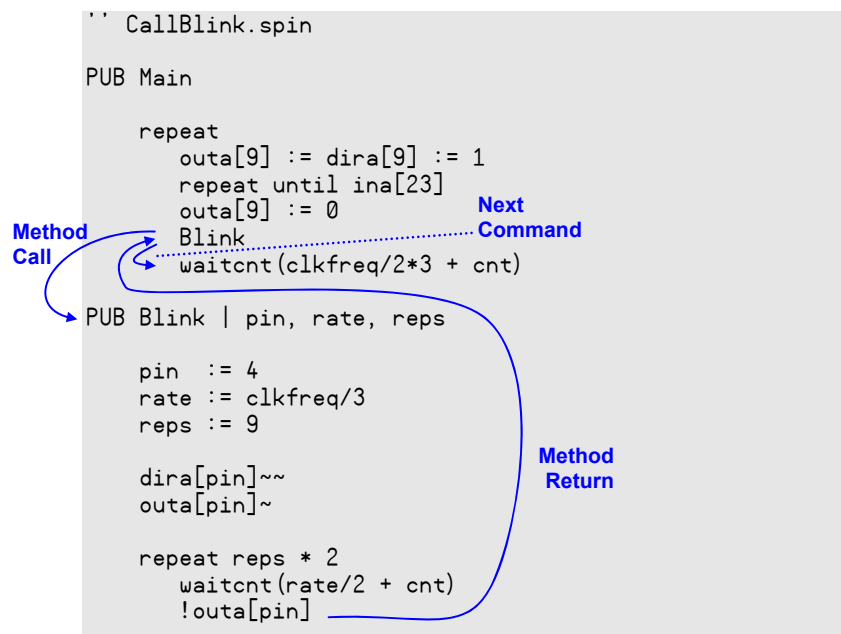 '' CallBlink.spin
PUB Main
repeat
outa[9] := dira[9] := 1
repeat until ina[23]
outa[9] := 0
Next
Command
Method
Call
Blink
waitcnt(clkfreq/2*3 + cnt)
PUB Blink | pin, rate, reps
pin  := 4
rate := clkfreq/3
reps := 9
dira[pin]~~
outa[pin]~
Method
Return
repeat reps * 2
waitcnt(rate/2 + cnt)
!outa[pin]